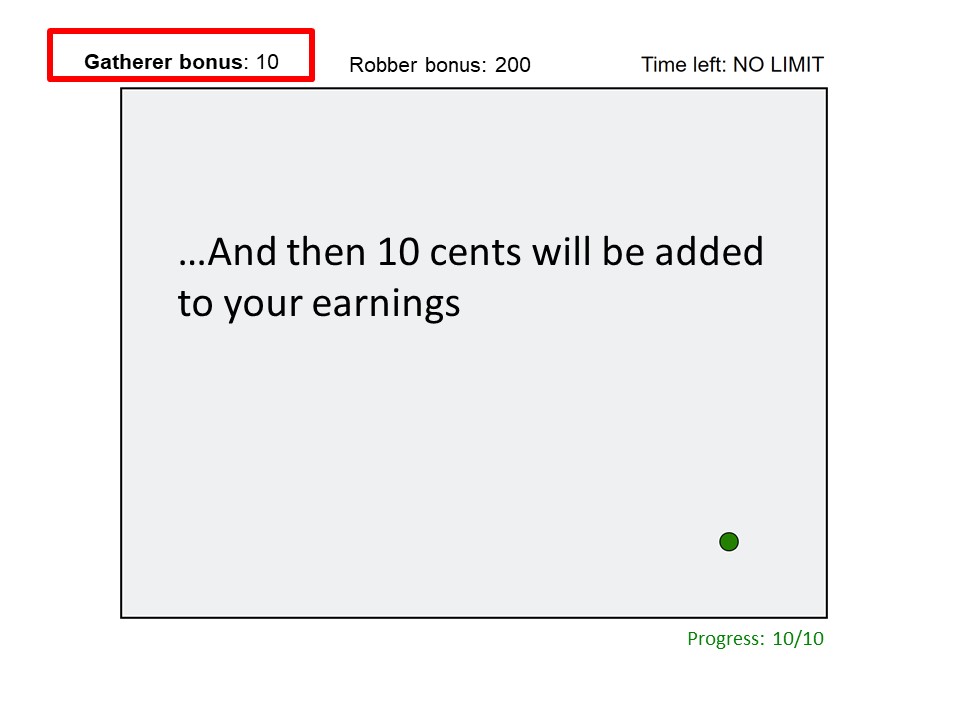 Gatherer bonus: 10
Robber bonus: 200
Time left: NO LIMIT
…And then 10 cents will be added
to your earnings
Progress: 10/10